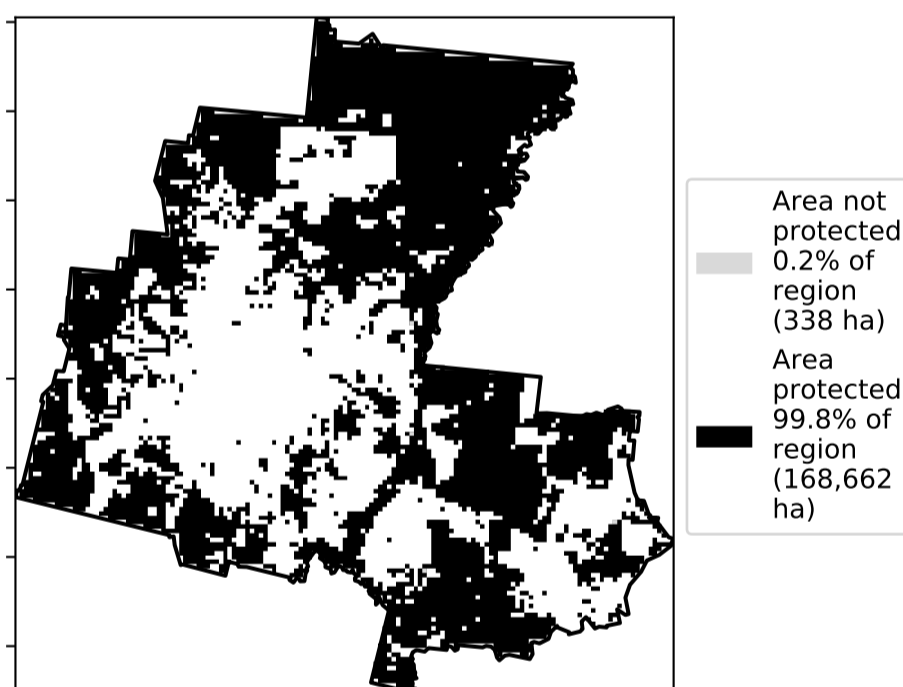 Area not
protected
0.2% of
region
(338 ha)
Area
protected
99.8% of
region
(168,662
ha)